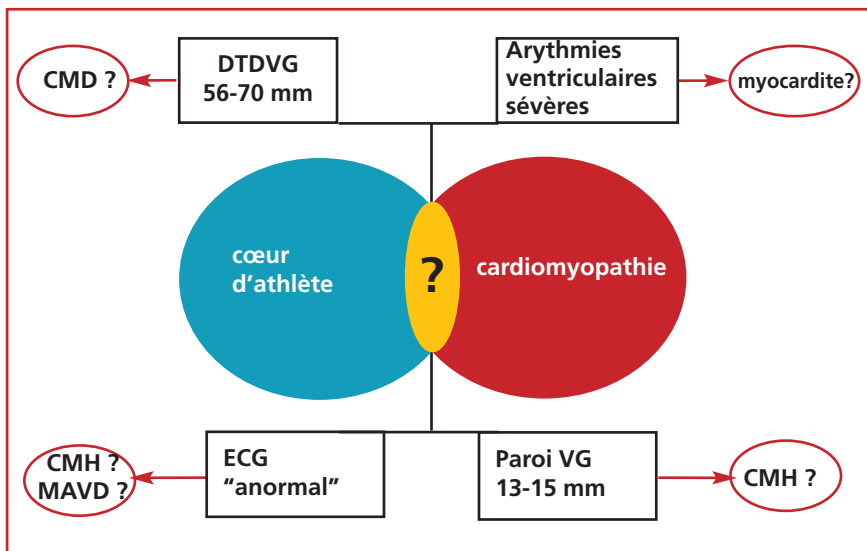 CMD ?
DTDVG
56-70 mm
Arythmies
ventriculaires
sévères
myocardite?
cœur
d’athlète
?
cardiomyopathie
CMH ?
MAVD ?
ECG
“anormal”
Paroi VG
13-15 mm
CMH ?